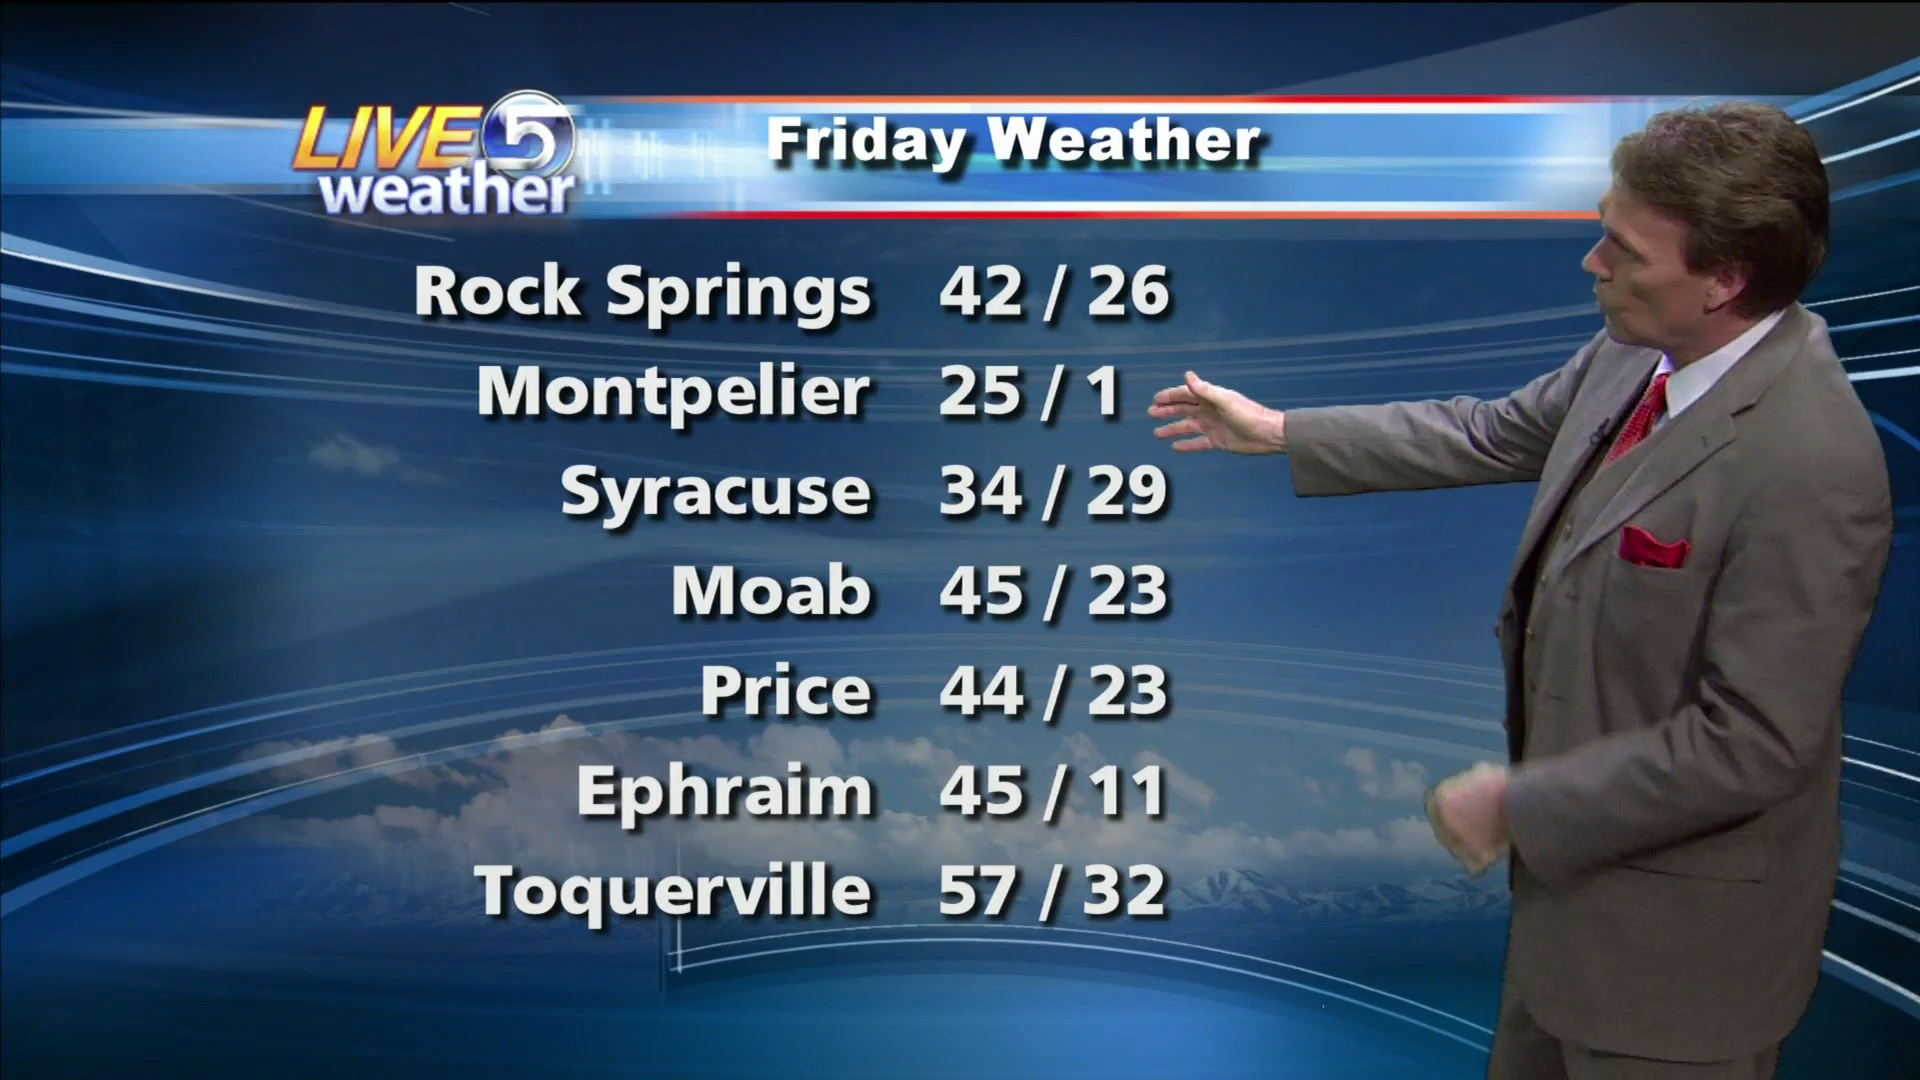 LIVE 5
weather
Friday Weather
Rock Springs 42 / 26
Montpelier 25 / 1
Syracuse 34 / 29
Moab 45 / 23
Price 44 / 23
Ephraim 45 / 11
Toquerville 57 / 32